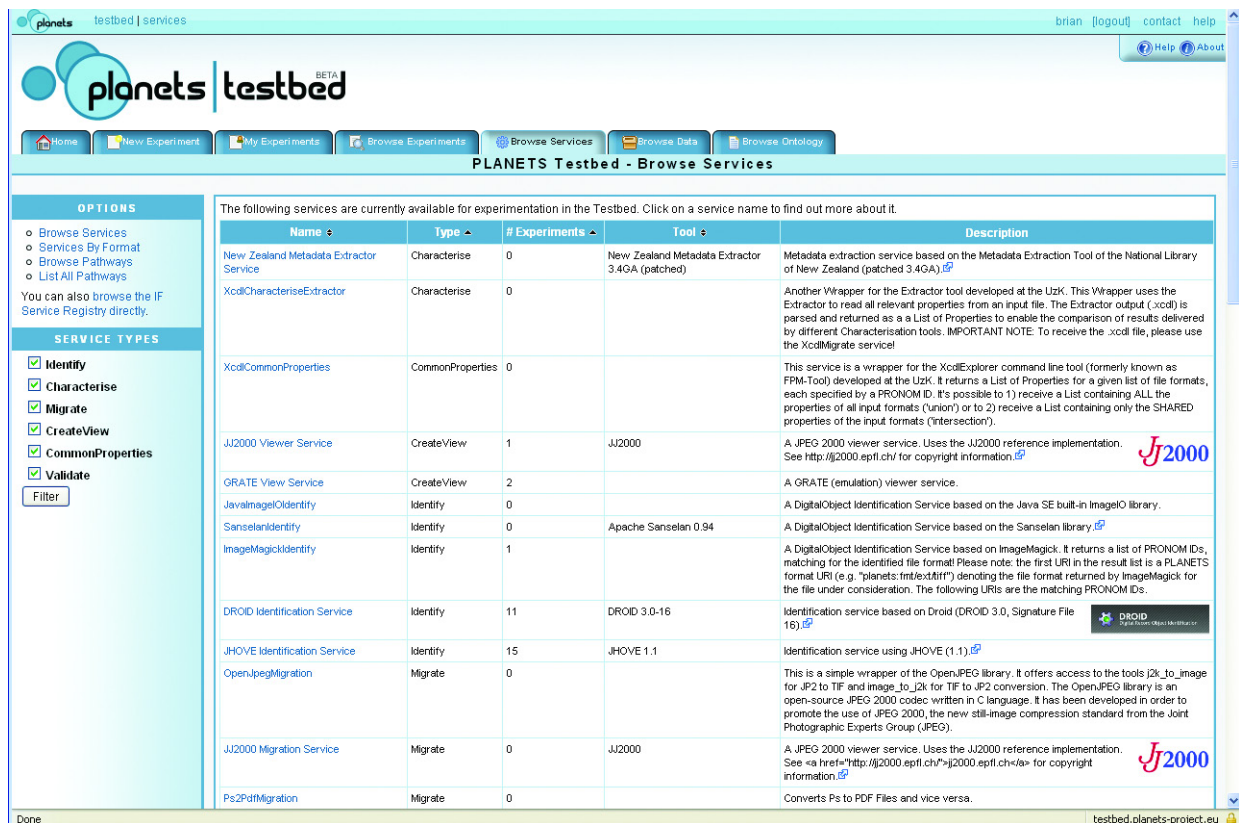 planets testbed | services
brian [logout] contact help
Help About
planets | testbed BETA
Home New Experiment My Experiments Browse Experiments Browse Services Browse Data Browse Ontology
PLANETS Testbed - Browse Services
OPTIONS
Browse Services
Services By Format
Browse Pathways
List All Pathways
You can also browse the IF
Service Registry directly.
SERVICE TYPES
Identify
Characterise
Migrate
CreateView
CommonProperties
Validate
Filter
The following services are currently available for experimentation in the Testbed. Click on a service name to find out more about it.
Name Type # Experiments Tool Description
New Zealand Metadata Extractor
Service
Characterise
0
New Zealand Metadata Extractor
3.4GA (patched)
Metadata extraction service based on the Metadata Extraction Tool of the National Library
of New Zealand (patched 3.4GA).
XcdlCharacteriseExtractor
Characterise
0
Another Wrapper for the Extractor tool developed at the UzK. This Wrapper uses the
Extractor to read all relevant properties from an input file. The Extractor output (.xcdl) is
parsed and returned as a a List of Properties to enable the comparison of results delivered
by different Characterisation tools. IMPORTANT NOTE: To receive the .xcdl file, please use
the XcdlMigrate service!
XcdlCommonProperties
CommonProperties
0
This service is a wrapper for the XcdlExplorer command line tool (formerly known as
FPM-Tool) developed at the UzK. It returns a List of Properties for a given list of file formats,
each specified by a PRONOM ID. It's possible to 1) receive a List containing ALL the
properties of all input formats ('union') or to 2) receive a List containing only the SHARED
properties of the input formats ('intersection').
JJ2000 Viewer Service
CreateView
1
JJ2000
A JPEG 2000 viewer service. Uses the JJ2000 reference implementation.
See http://jj2000.epfl.ch/ for copyright information.
JJ2000
GRATE View Service
CreateView
2
A GRATE (emulation) viewer service.
JavaImageIOIdentify
Identify
0
A DigitalObject Identification Service based on the Java SE built-in ImageIO library.
SanselanIdentify
Identify
0
Apache Sanselan 0.94
A DigitalObject Identification Service based on the Sanselan library.
ImageMagickIdentify
Identify
1
A DigitalObject Identification Service based on ImageMagick. It returns a list of PRONOM IDs,
matching for the identified file format! Please note: the first URI in the result list is a PLANETS
format URI (e.g. "planets:fmt/ext/tiff") denoting the file format returned by ImageMagick for
the file under consideration. The following URIs are the matching PRONOM IDs.
DROID Identification Service
Identify
11
DROID 3.0-16
Identification service based on Droid (DROID 3.0, Signature File
16).
DROID
Digital Record Object Identification
JHOVE Identification Service
Identify
15
JHOVE 1.1
Identification service using JHOVE (1.1).
OpenJpegMigration
Migrate
0
This is a simple wrapper of the OpenJPEG library. It offers access to the tools j2k_to_image
for JP2 to TIF and image_to_j2k for TIF to JP2 conversion. The OpenJPEG library is an
open-source JPEG 2000 codec written in C language. It has been developed in order to
promote the use of JPEG 2000, the new still-image compression standard from the Joint
Photographic Experts Group (JPEG).
JJ2000 Migration Service
Migrate
0
JJ2000
A JPEG 2000 viewer service. Uses the JJ2000 reference implementation.
See <a href="http://jj2000.epfl.ch/">jj2000.epfl.ch</a> for copyright
information.
JJ2000
Ps2PdfMigration
Migrate
0
Converts Ps to PDF Files and vice versa.
Done
testbed.planets-project.eu